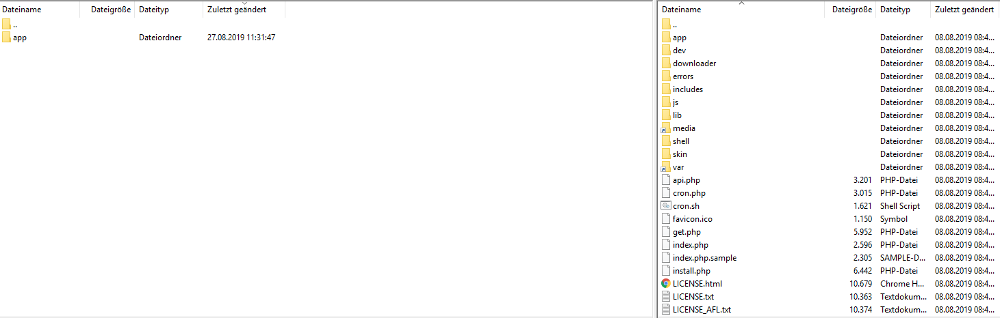 Dateiname Dateigröße Dateityp Zuletzt geändert
..
app Dateiordner 27.08.2019 11:31:47
Dateiname Dateigröße Dateityp Zuletzt geändert
..
app Dateiordner 08.08.2019 08:4...
dev Dateiordner 08.08.2019 08:4...
downloader Dateiordner 08.08.2019 08:4...
errors Dateiordner 08.08.2019 08:4...
includes Dateiordner 08.08.2019 08:4...
js Dateiordner 08.08.2019 08:4...
lib Dateiordner 08.08.2019 08:4...
media Dateiordner 08.08.2019 08:4...
shell Dateiordner 08.08.2019 08:4...
skin Dateiordner 08.08.2019 08:4...
var Dateiordner 08.08.2019 08:4...
api.php 3.201 PHP-Datei 08.08.2019 08:4...
cron.php 3.015 PHP-Datei 08.08.2019 08:4...
cron.sh 1.621 Shell Script 08.08.2019 08:4...
favicon.ico 1.150 Symbol 08.08.2019 08:4...
get.php 5.952 PHP-Datei 08.08.2019 08:4...
index.php 2.596 PHP-Datei 08.08.2019 08:4...
index.php.sample 2.305 SAMPLE-D... 08.08.2019 08:4...
install.php 6.442 PHP-Datei 08.08.2019 08:4...
LICENSE.html 10.679 Chrome H... 08.08.2019 08:4...
LICENSE.txt 10.363 Textdokum... 08.08.2019 08:4...
LICENSE_AFL.txt 10.374 Textdokum... 08.08.2019 08:4...